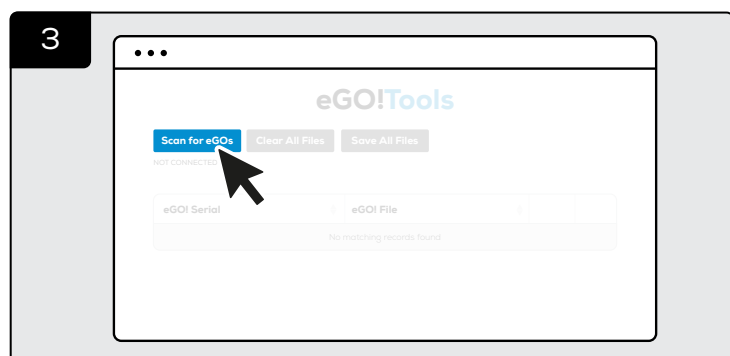 3
eGO!Tools
Scan for eGOs Clear All Files Save All Files
NOT CONNECTED
eGO! Serial eGO! File
No matching records found